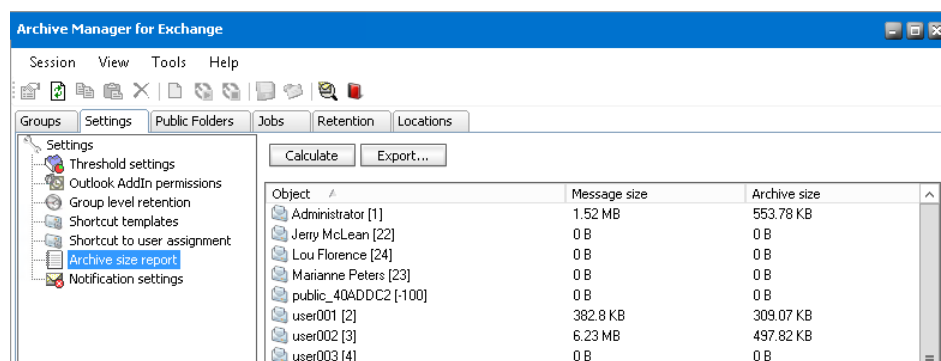 Archive Manager for Exchange
Session View Tools Help
Groups Settings Public Folders Jobs Retention Locations
Settings
Threshold settings
Outlook AddIn permissions
Group level retention
Shortcut templates
Shortcut to user assignment
Archive size report
Notification settings
Calculate Export...
Object Message size Archive size
Administrator [1] 1.52 MB 553.78 KB
Jerry McLean [22] 0 B 0 B
Lou Florence [24] 0 B 0 B
Marianne Peters [23] 0 B 0 B
public_40ADDC2 [-100] 0 B 0 B
user001 [2] 382.8 KB 309.07 KB
user002 [3] 6.23 MB 497.82 KB
user003 [4] 0 B 0 B